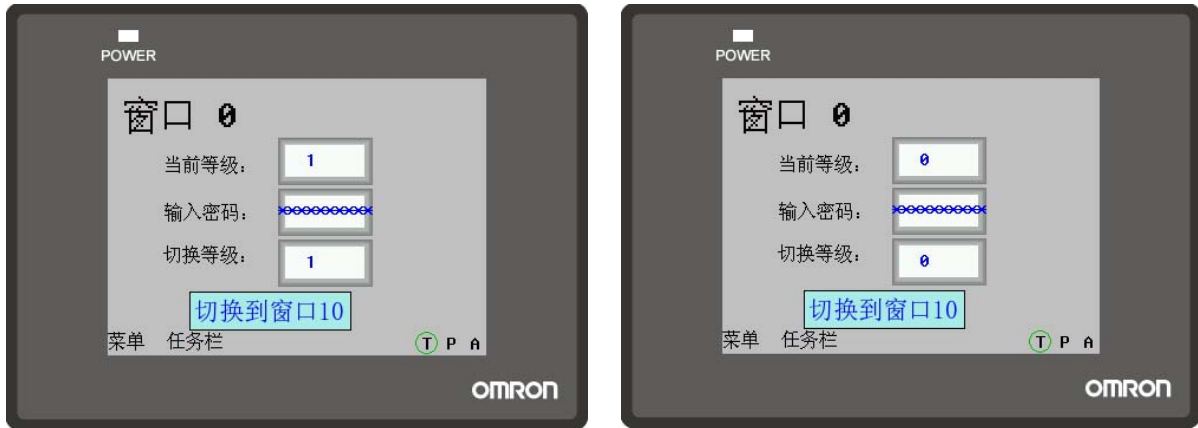 POWER
窗口 0
当前等级: 1
输入密码: xxxxxxxxxx
切换等级: 1
切换到窗口10
菜单 任务栏 T P A
OMRON
POWER
窗口 0
当前等级: 0
输入密码: xxxxxxxxxx
切换等级: 0
切换到窗口10
菜单 任务栏 T P A
OMRON